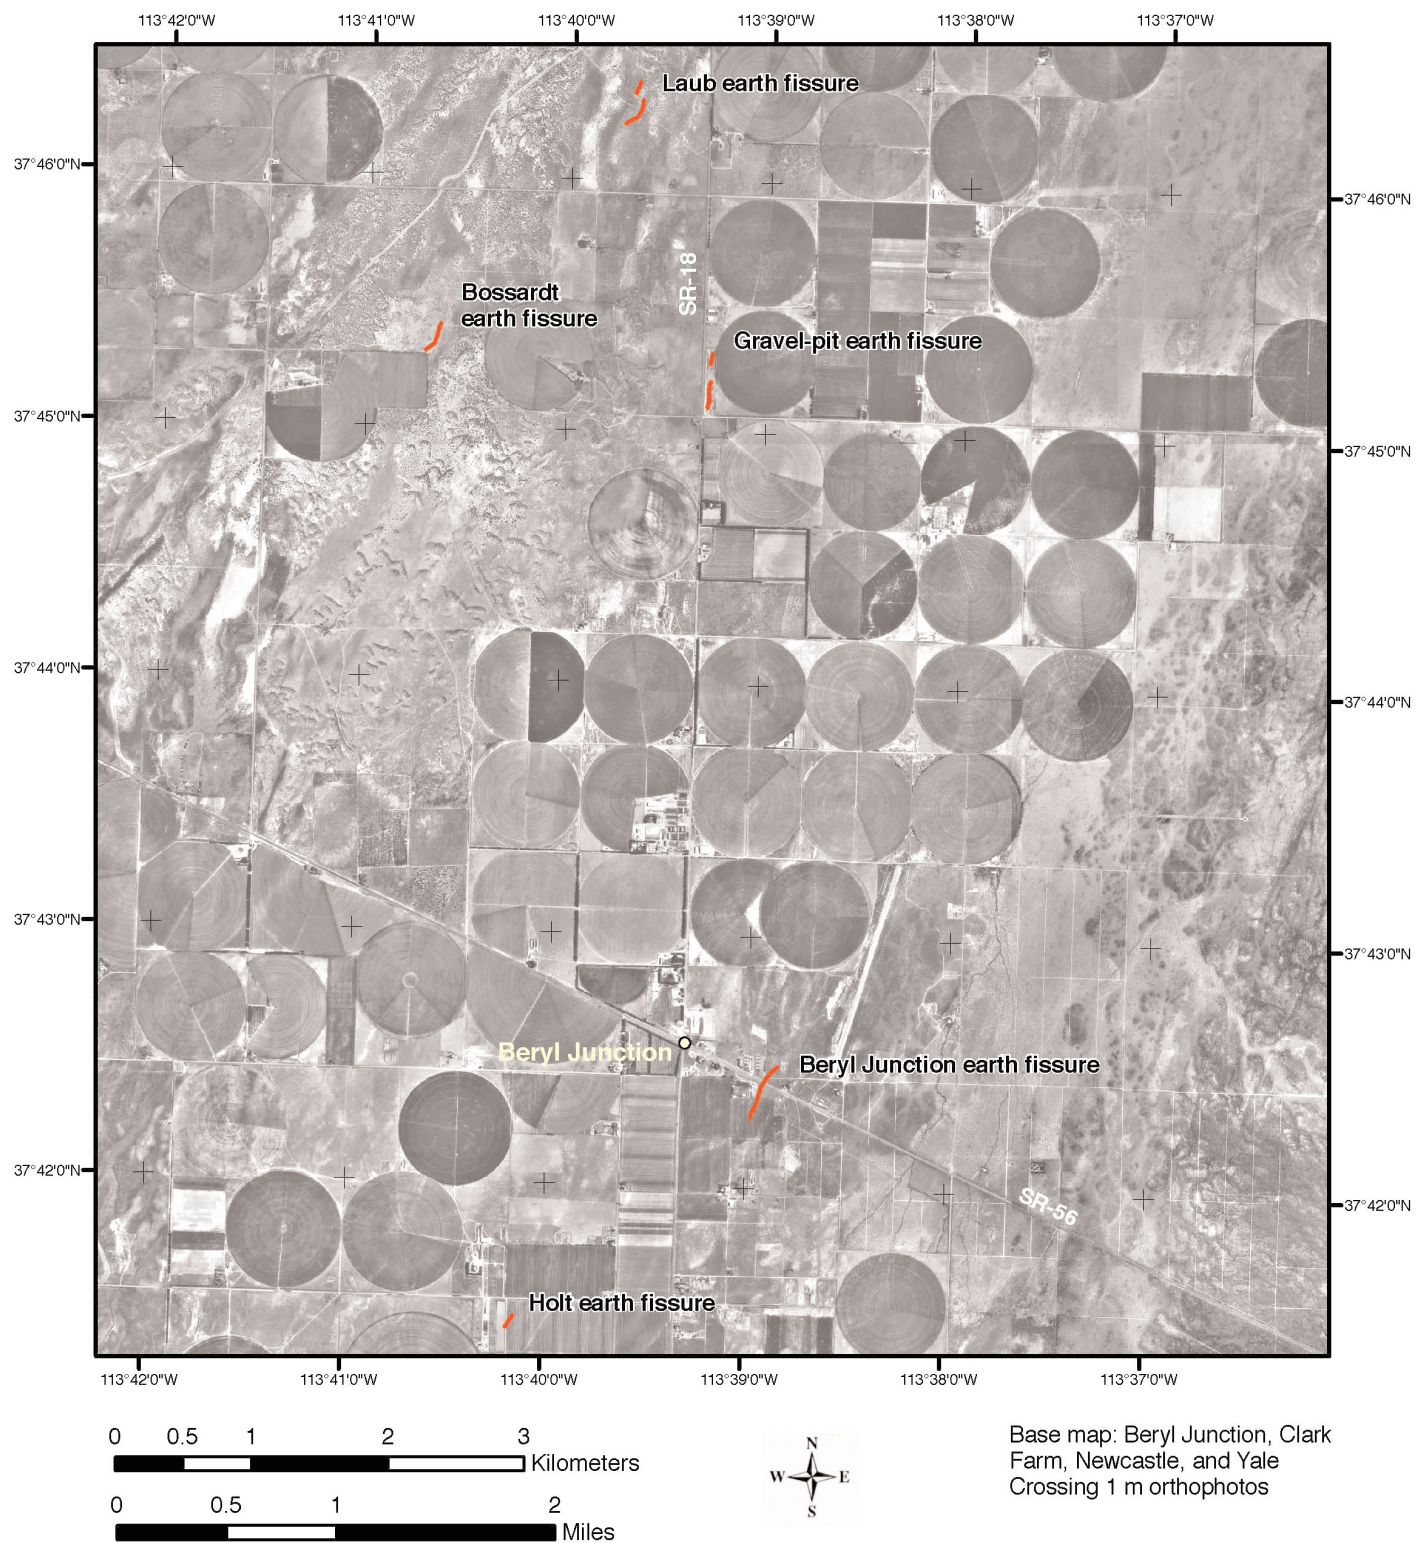 113°42'0"W 113°41'0"W 113°40'0"W 113°39'0"W 113°38'0"W 113°37'0"W
Laub earth fissure
37°46'0"N
37°46'0"N
SR-18
Bossardt
earth fissure
Gravel-pit earth fissure
37°45'0"N
37°45'0"N
37°44'0"N
37°44'0"N
37°43'0"N
37°43'0"N
Beryl Junction
Beryl Junction earth fissure
37°42'0"N
SR-56
37°42'0"N
Holt earth fissure
113°42'0"W 113°41'0"W 113°40'0"W 113°39'0"W 113°38'0"W 113°37'0"W
0 0.5 1 2 3
Kilometers
0 0.5 1 2
Miles
N
W E
S
Base map: Beryl Junction, Clark
Farm, Newcastle, and Yale
Crossing 1 m orthophotos